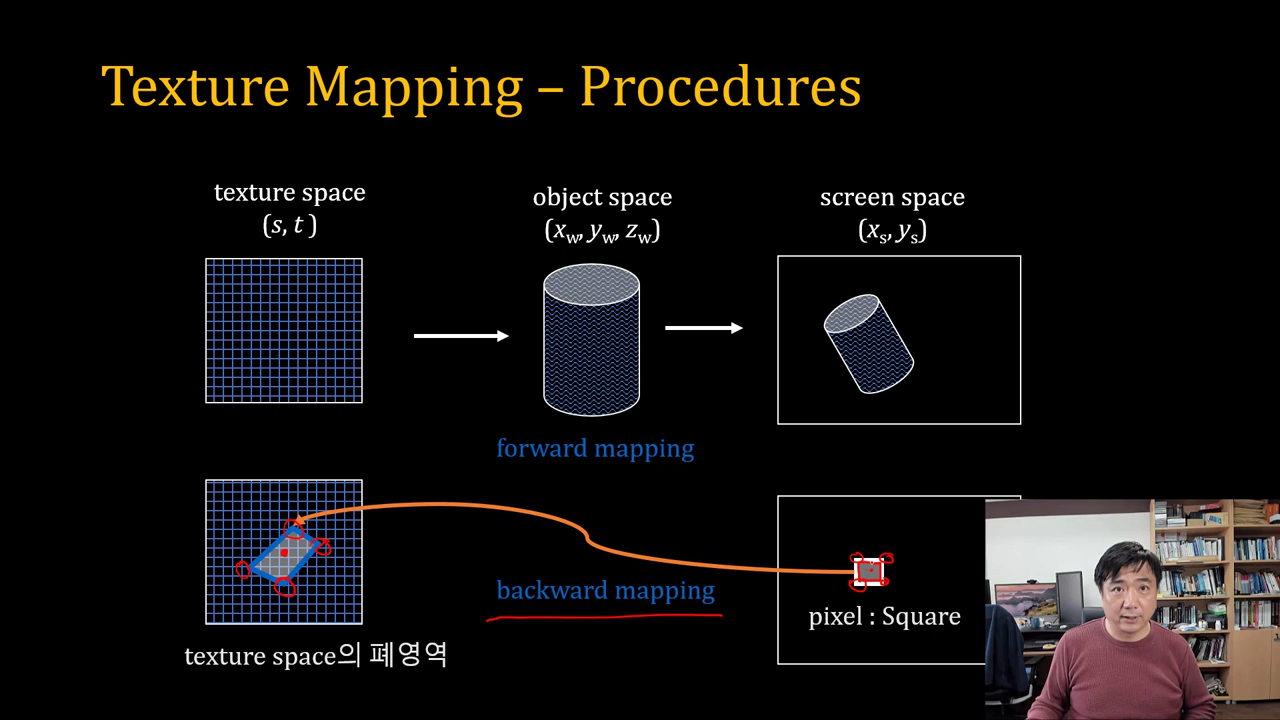 Texture Mapping – Procedures
texture space
(s, t )
object space
(xw, yw, zw)
screen space
(xs, ys)
forward mapping
backward mapping
pixel : Square
texture space의 폐영역